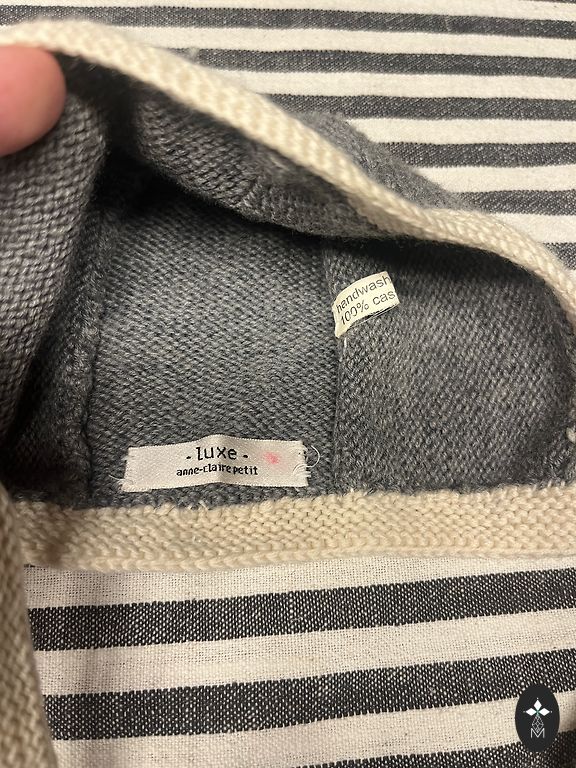 handwash
100% cas
- luxe -
anne-claire petit
M